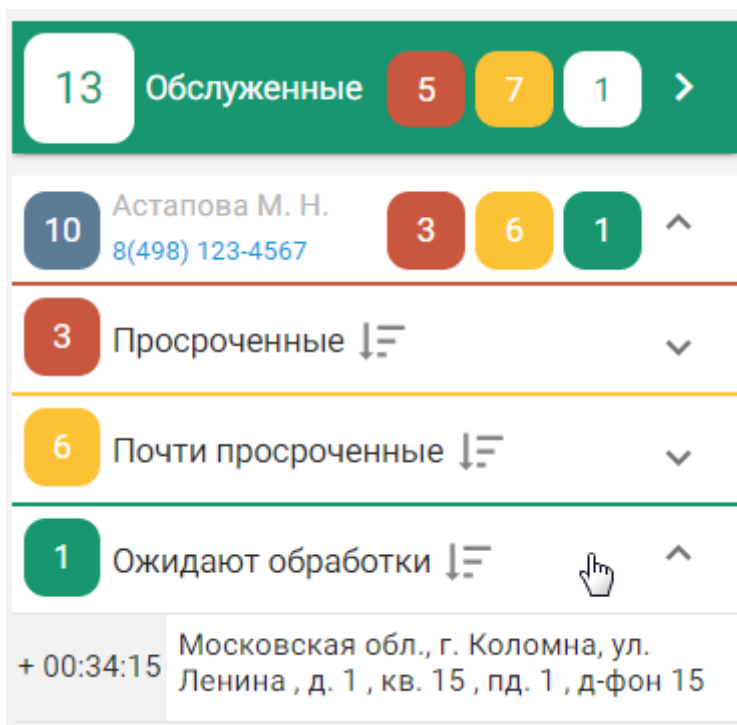 13 Обслуженные 5 7 1
10 Астапова М. Н. 3 6 1
8(498) 123-4567
3 Просроченные
6 Почти просроченные
1 Ожидают обработки
+ 00:34:15 Московская обл., г. Коломна, ул.
Ленина , д. 1 , кв. 15 , пд. 1 , д-фон 15